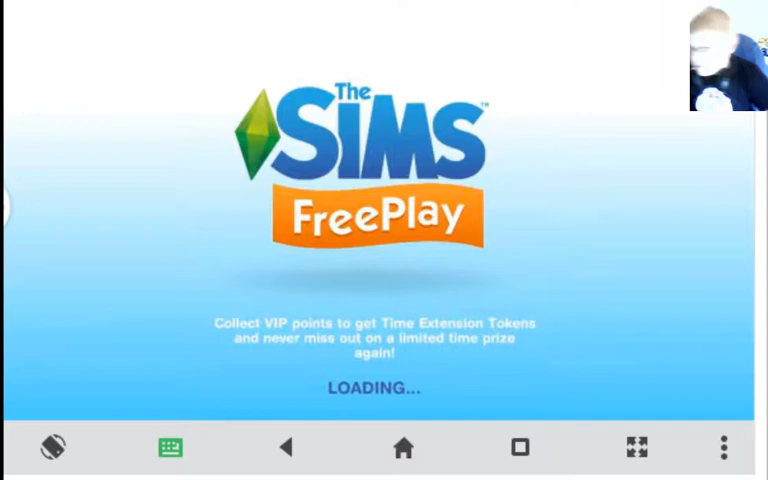 The
SIMS™
FreePlay
Collect VIP points to get Time Extension Tokens
and never miss out on a limited time prize
again!
LOADING...